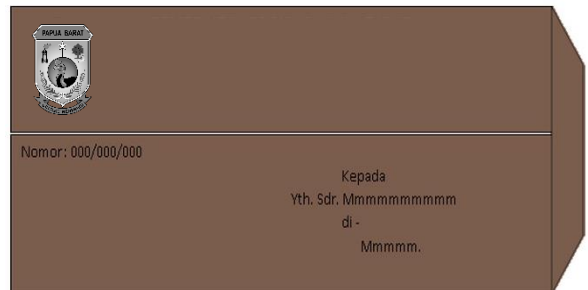 PAPUA BARAT
Nomor: 000/000/000
Kepada
Yth. Sdr. Mmmmmmmmmm
di -
Mmmmm.